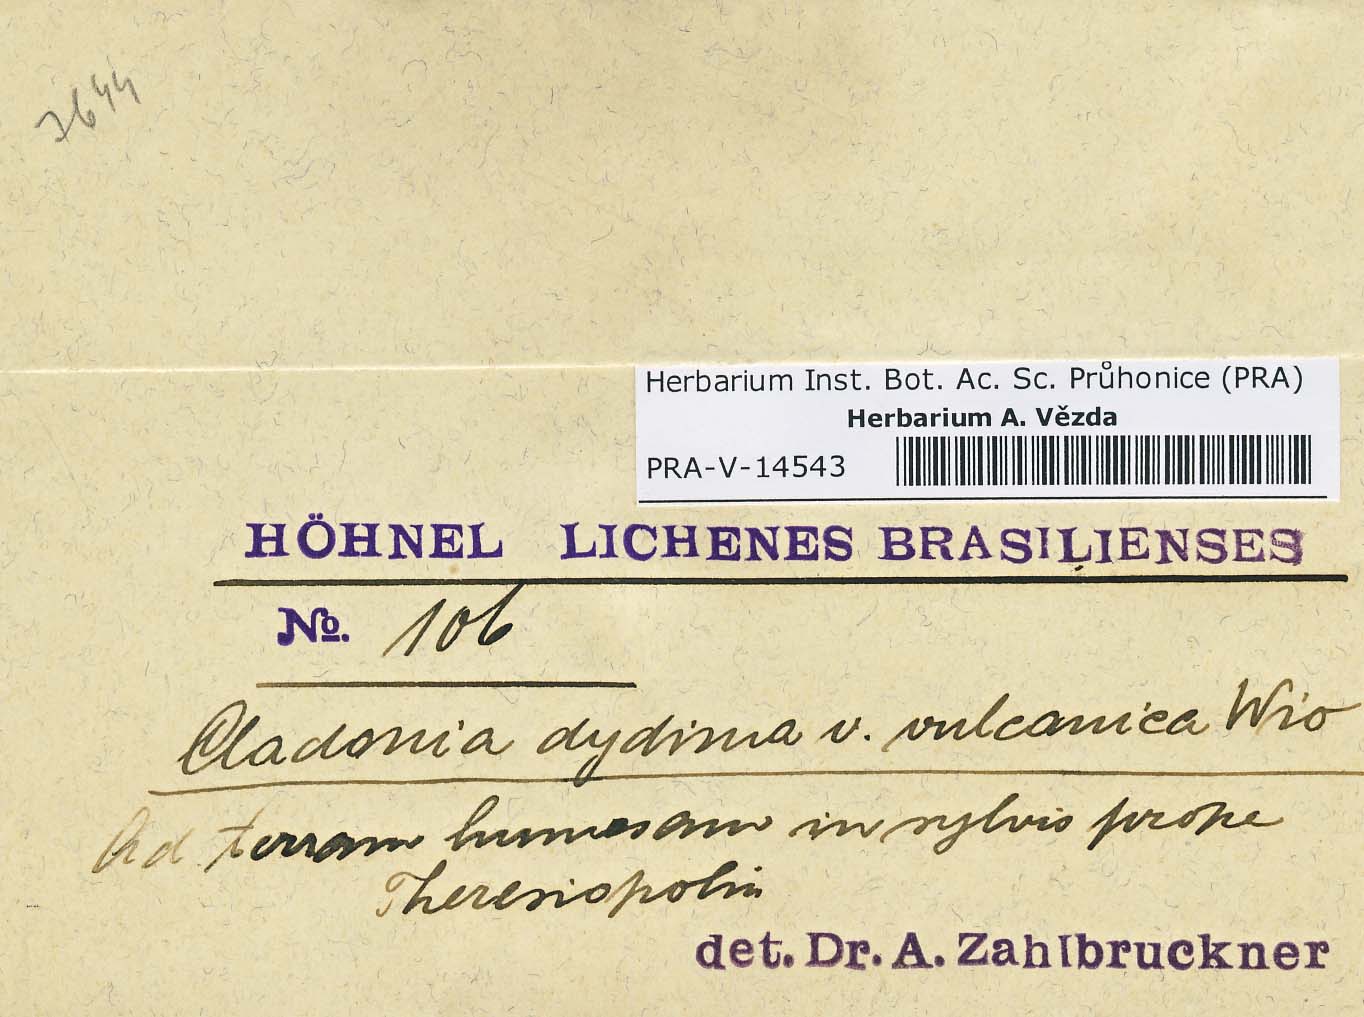 7644
Herbarium Inst. Bot. Ac. Sc. Průhonice (PRA)
Herbarium A. Vězda
PRA-V-14543
HÖHNEL LICHENES BRASILIENSES
No. 106
Cladonia dydima v. vulcanica Wio
Ad terram humosam in sylvis prope
Theresiopolin
det. Dr. A. Zahlbruckner